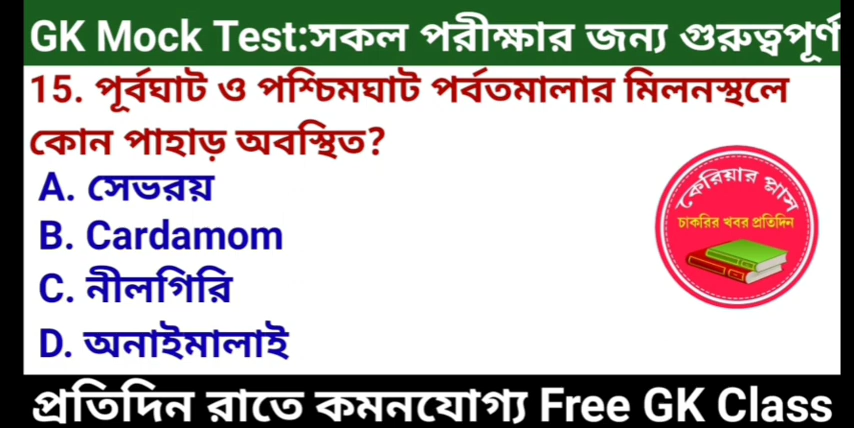 GK Mock Test:সকল পরীক্ষার জন্য গুরুত্বপূর্ণ
15. পূর্বঘাট ও পশ্চিমঘাট পর্বতমালার মিলনস্থলে
কোন পাহাড় অবস্থিত?
A. সেভরয়
B. Cardamom
C. নীলগিরি
D. অনাইমালাই
কেরিয়ার প্লাস
চাকরির খবর প্রতিদিন
প্রতিদিন রাতে কমনযোগ্য Free GK Class